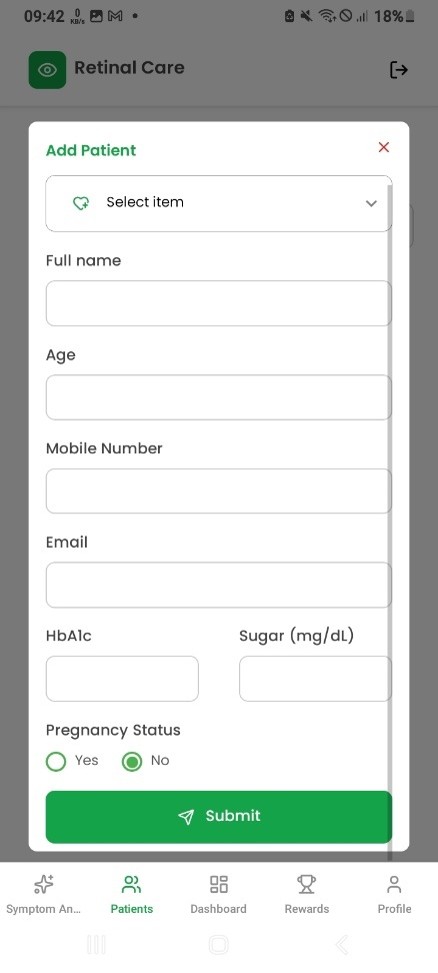 09:42 0 KB/s 18%
Retinal Care
Add Patient
Select item
Full name
Age
Mobile Number
Email
HbA1c Sugar (mg/dL)
Pregnancy Status
Yes No
Submit
Symptom An... Patients Dashboard Rewards Profile